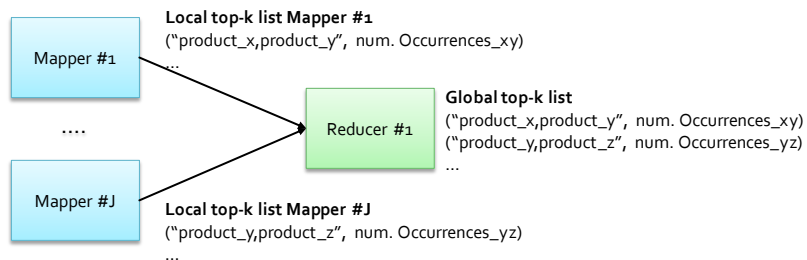 Local top-k list Mapper #1
("product_x,product_y", num. Occurrences_xy)
...
Mapper #1
....
Mapper #J
Reducer #1
Global top-k list
("product_x,product_y", num. Occurrences_xy)
("product_y,product_z", num. Occurrences_yz)
...
Local top-k list Mapper #J
("product_y,product_z", num. Occurrences_yz)
...